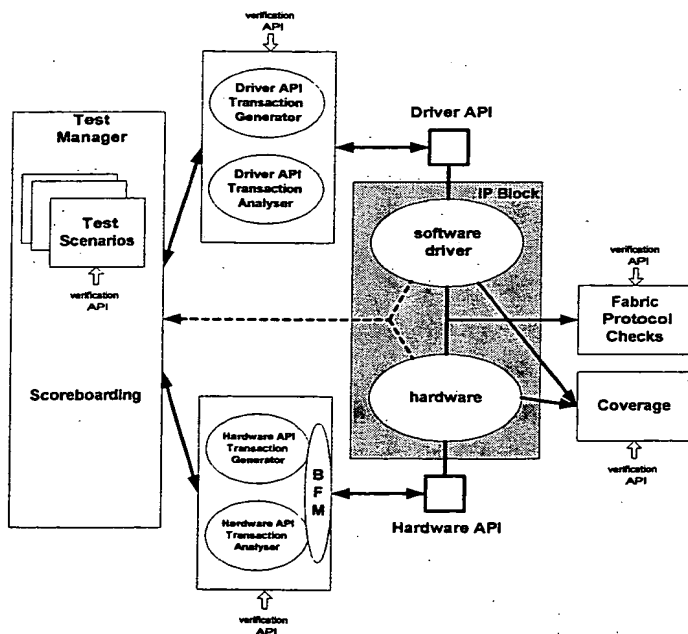 verification
API
Driver API
Transaction
Generator
Driver API
Transaction
Analyser
Test
Manager
Test
Scenarios
verification
API
Scoreboarding
Driver API
IP Block
software
driver
hardware
Hardware API
verification
API
Fabric
Protocol
Checks
Coverage
verification
API
Hardware API
Transaction
Generator
Hardware API
Transaction
Analyser
B
F
M
verification
API